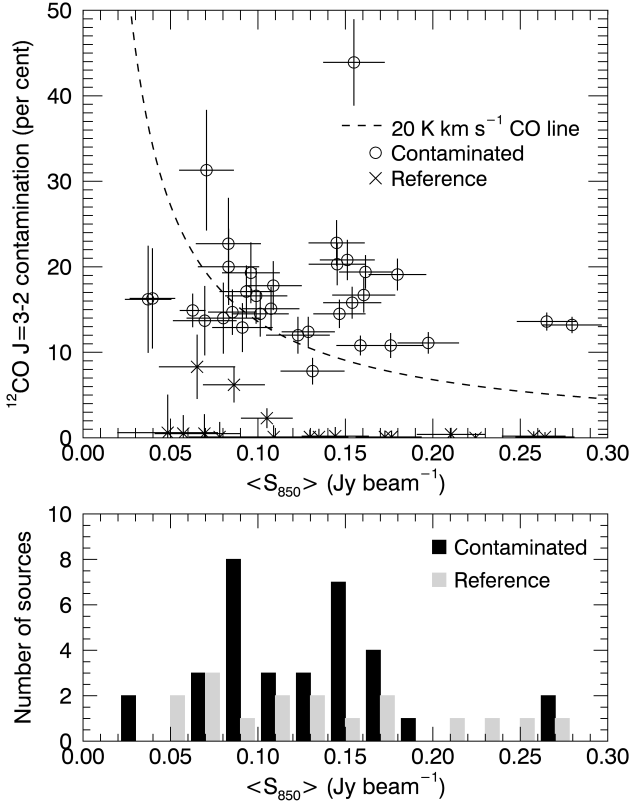 50
40
30
20
10
0
¹²CO J=3-2 contamination (per cent)
20 K km s⁻¹ CO line
Contaminated
Reference
0.00 0.05 0.10 0.15 0.20 0.25 0.30
<S₈₅₀> (Jy beam⁻¹)
10
8
6
4
2
0
Number of sources
Contaminated
Reference
0.00 0.05 0.10 0.15 0.20 0.25 0.30
<S₈₅₀> (Jy beam⁻¹)